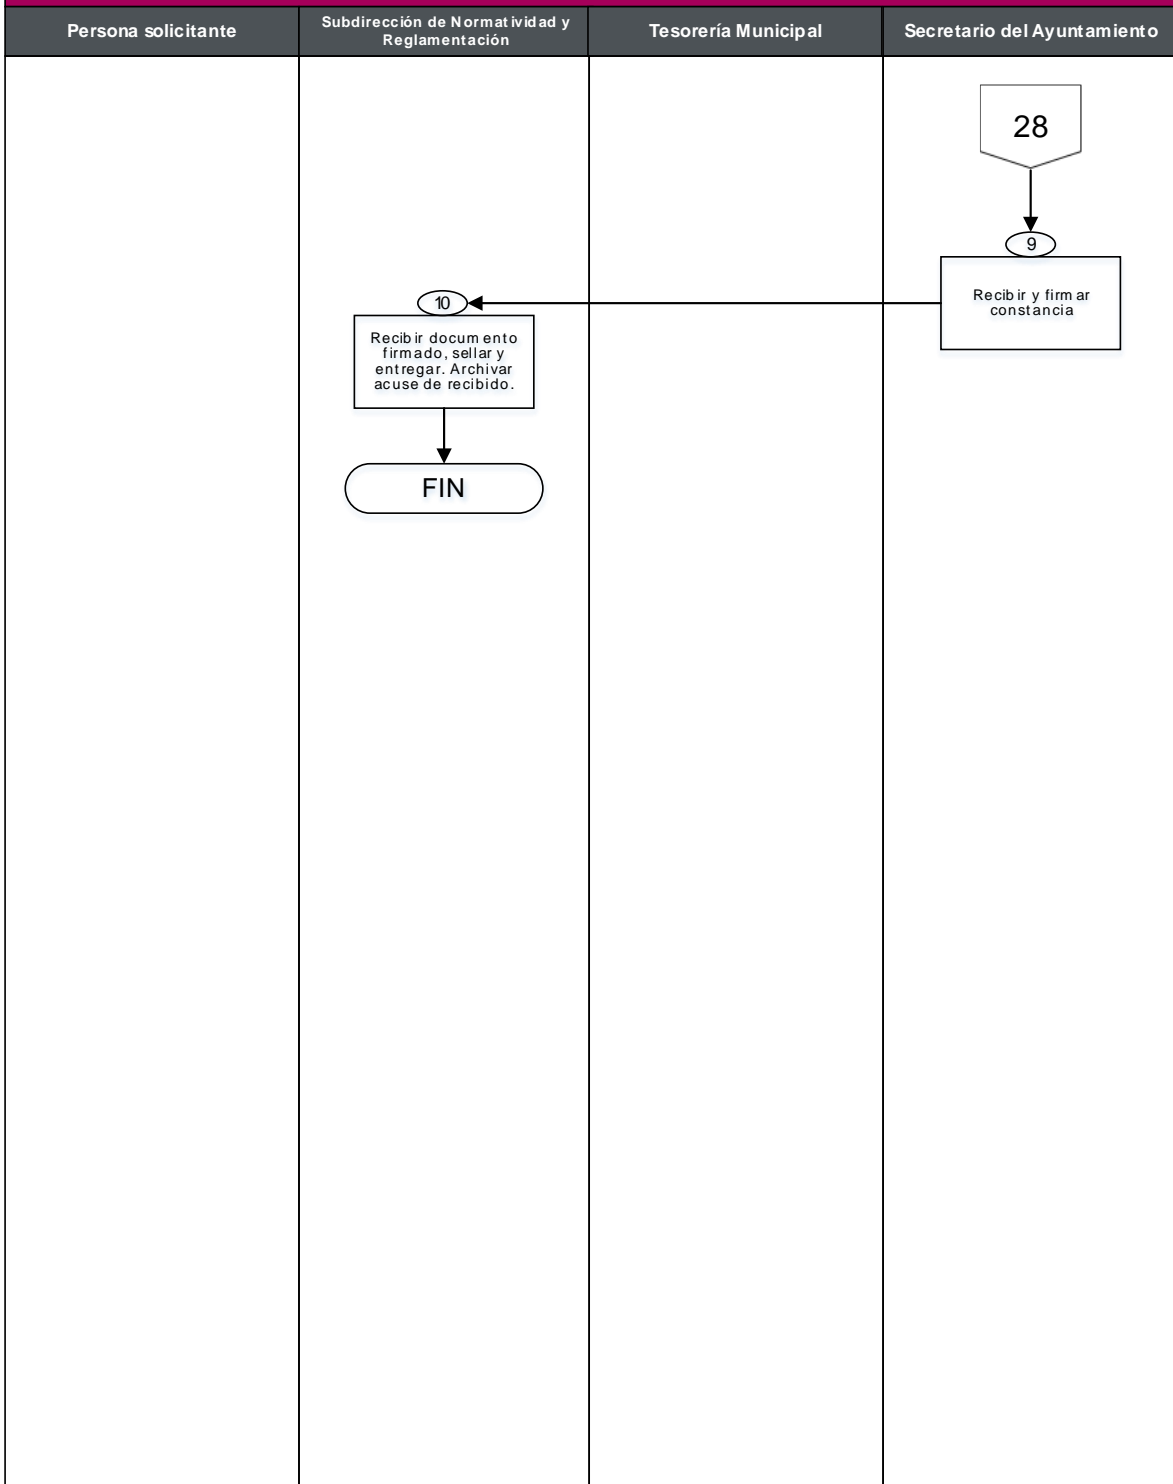 Persona solicitante
Subdirección de Normatividad y
Reglamentación
Tesorería Municipal
Secretario del Ayuntamiento
28
9
Recibir y firmar
constancia
10
Recibir documento
firmado, sellar y
entregar. Archivar
acuse de recibido.
FIN